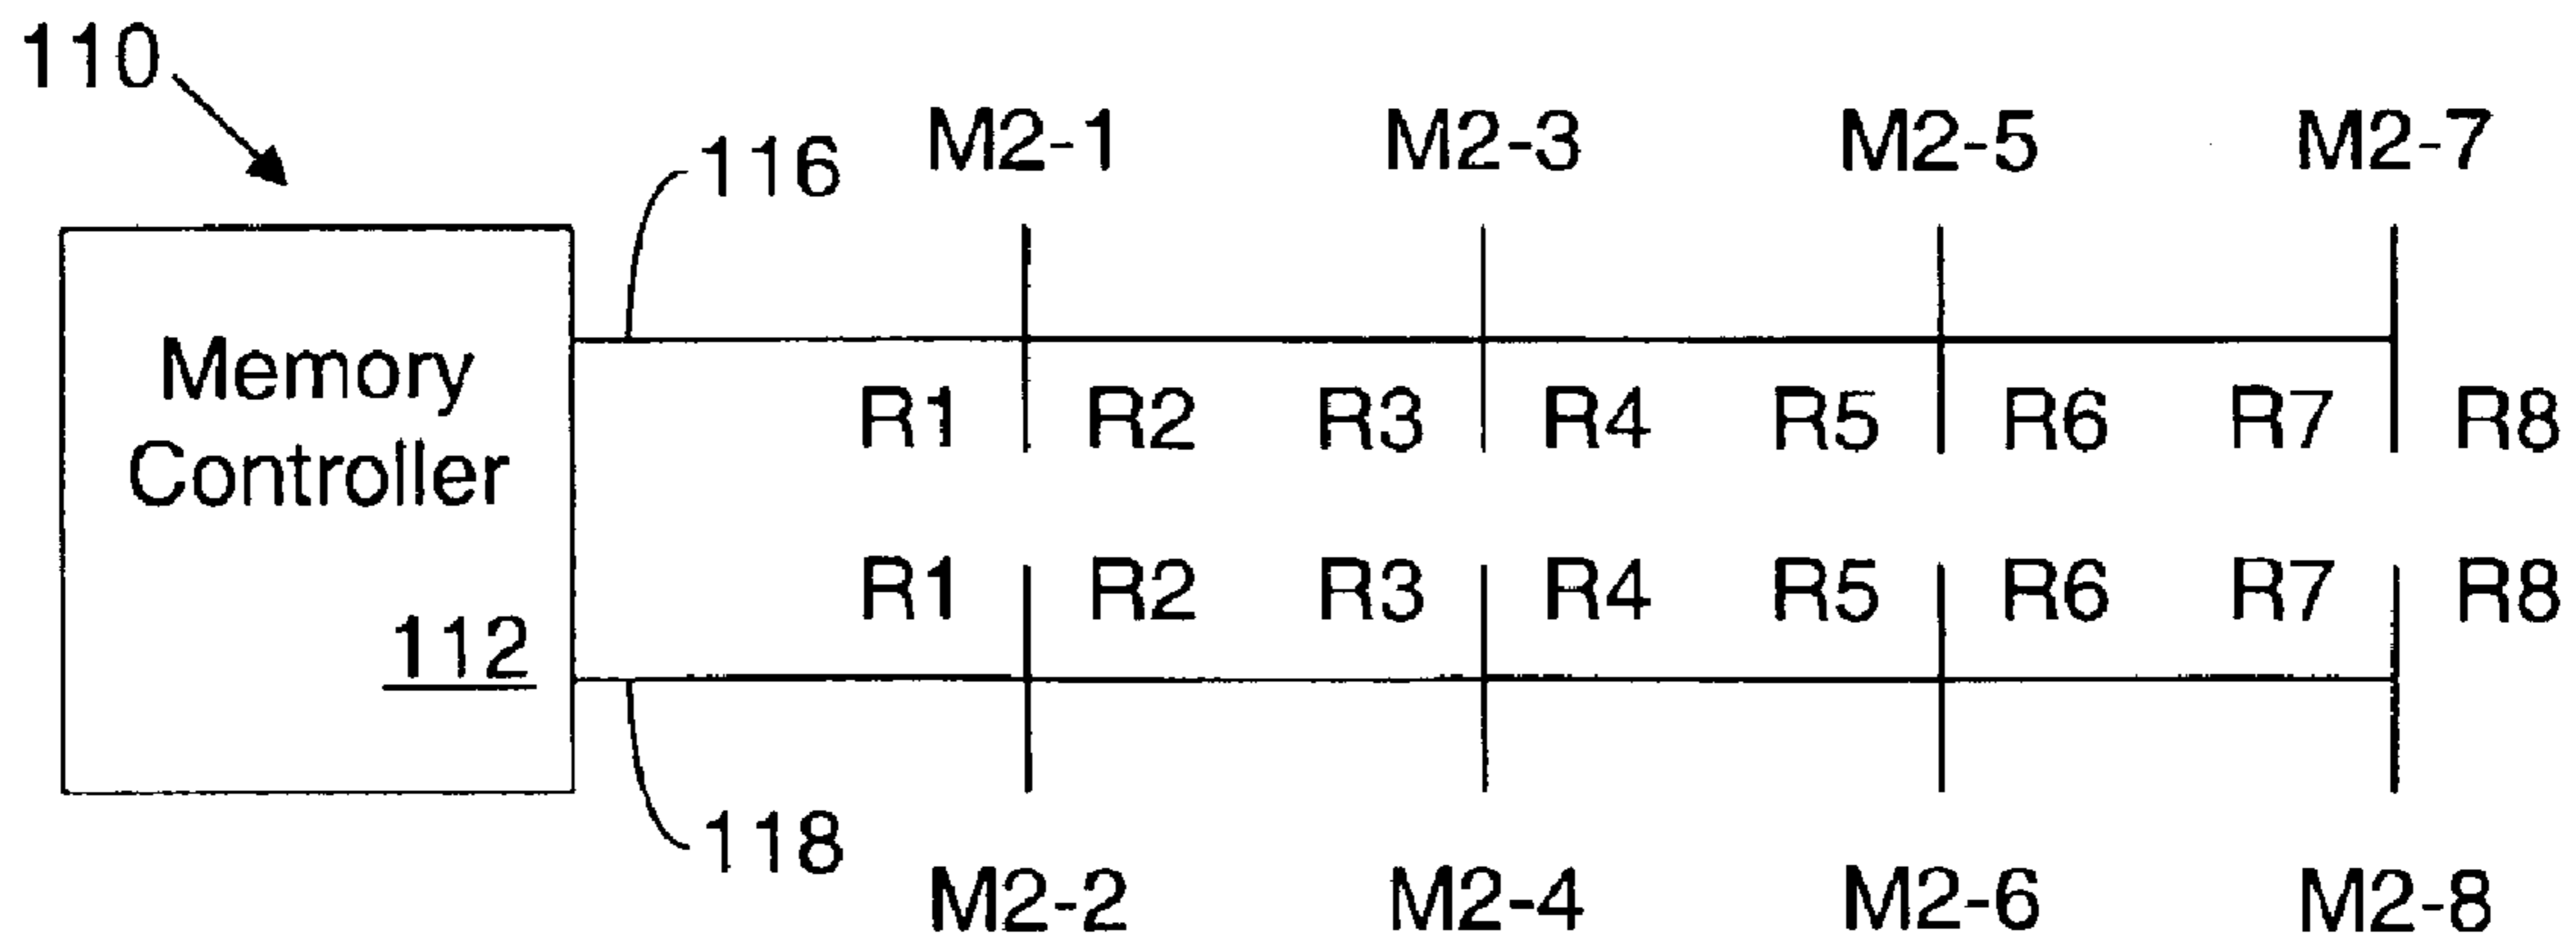 110
116
M2-1 M2-3 M2-5 M2-7
Memory
Controller
112
R1 R2 R3 R4 R5 R6 R7 R8
R1 R2 R3 R4 R5 R6 R7 R8
118
M2-2 M2-4 M2-6 M2-8